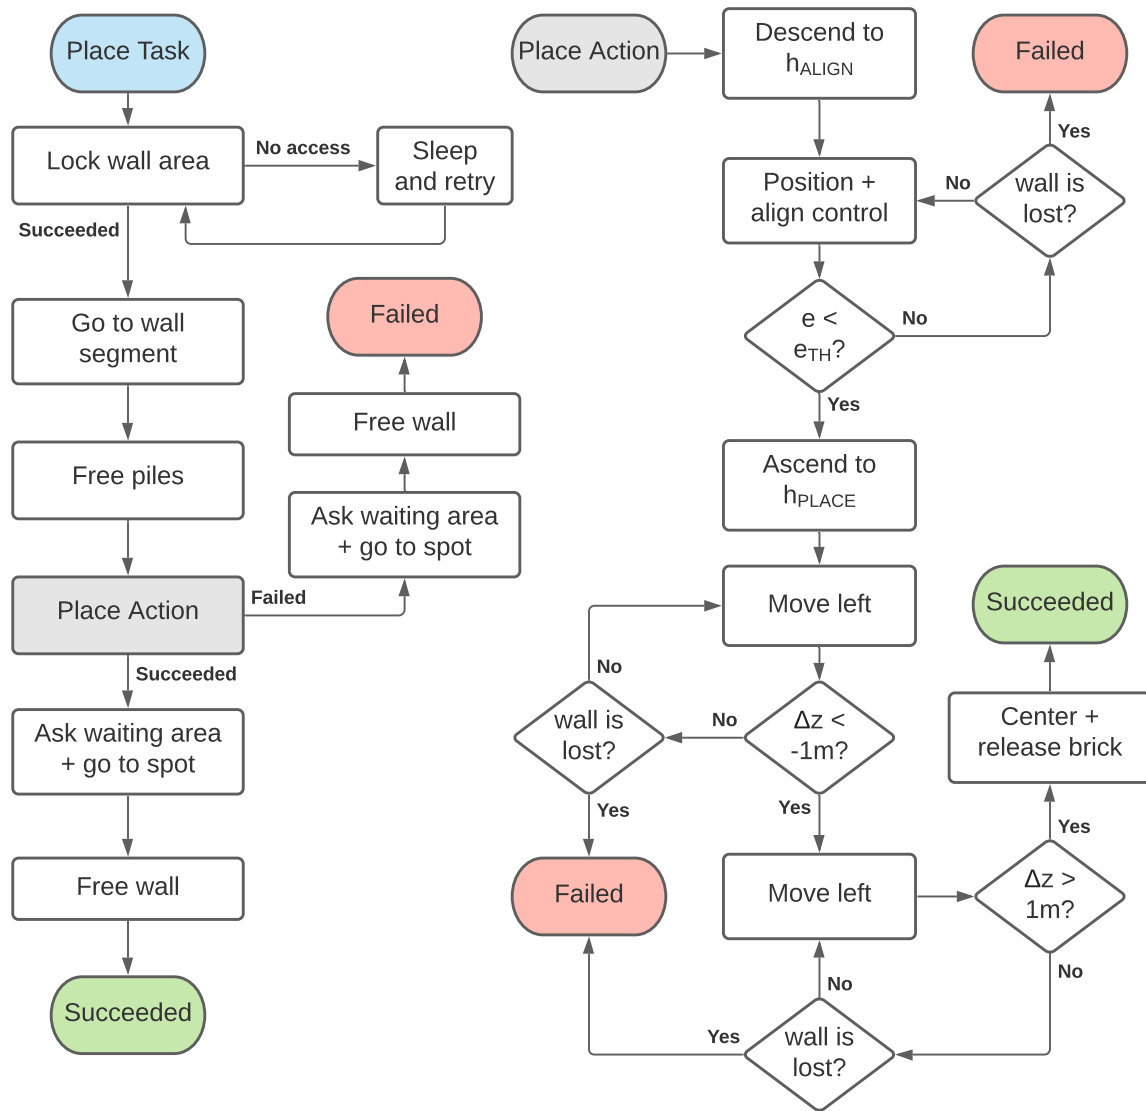 Place Task
Lock wall area
No access
Sleep
and retry
Succeeded
Go to wall
segment
Free piles
Place Action
Failed
Ask waiting area
+ go to spot
Free wall
Failed
Succeeded
Ask waiting area
+ go to spot
Free wall
Succeeded
Place Action
Descend to
hALIGN
Position +
align control
e <
eTH?
No
wall is
lost?
No
Yes
Failed
Yes
Ascend to
hPLACE
Move left
Δz <
-1m?
No
wall is
lost?
No
Yes
Failed
Yes
Move left
Δz >
1m?
Yes
Center +
release brick
Succeeded
No
wall is
lost?
No
Yes